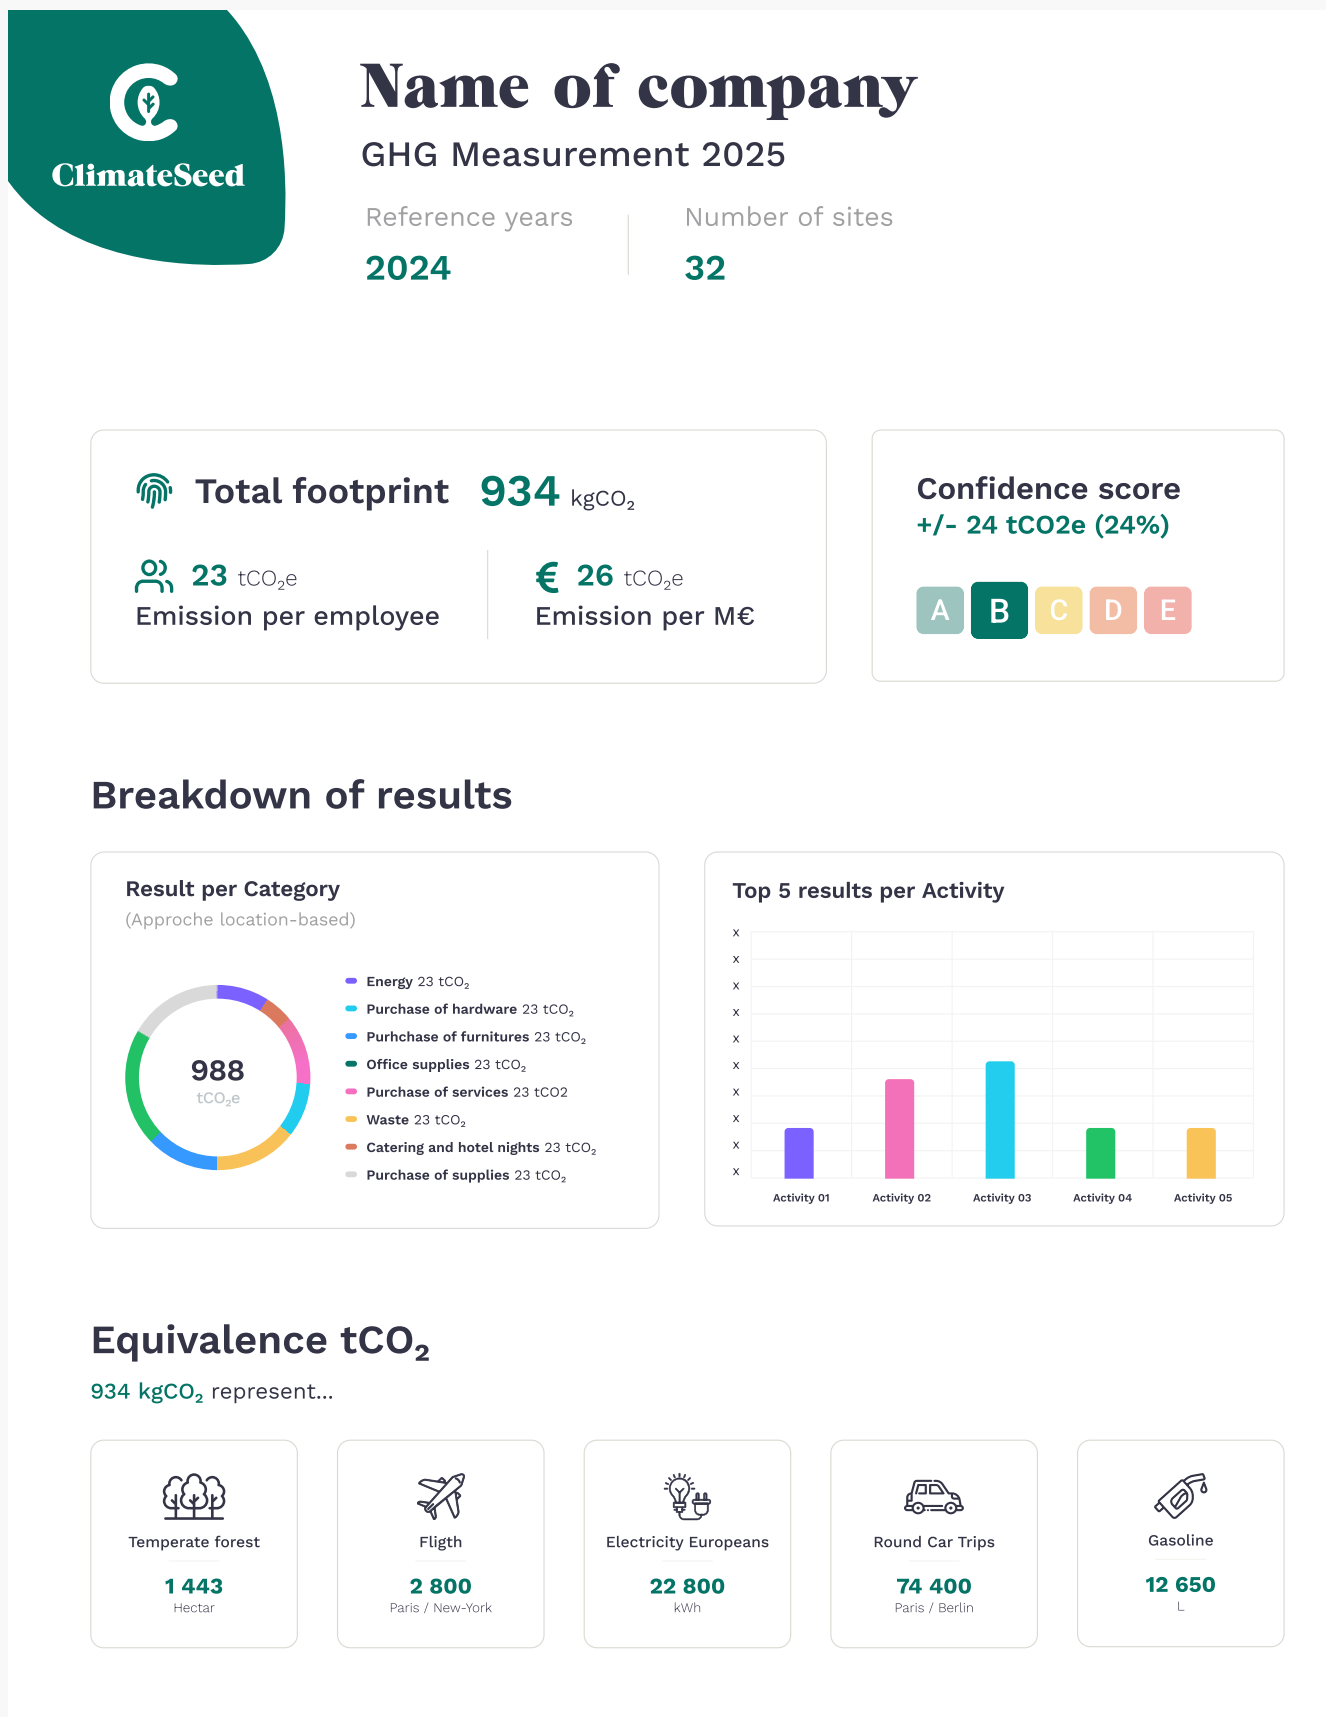 ClimateSeed
Name of company
GHG Measurement 2025
Reference years
2024
Number of sites
32
Total footprint 934 kgCO₂
23 tCO₂e
Emission per employee
€ 26 tCO₂e
Emission per M€
Confidence score
+/- 24 tCO2e (24%)
A B C D E
Breakdown of results
Result per Category
(Approche location-based)
988
tCO₂e
Energy 23 tCO₂
Purchase of hardware 23 tCO₂
Purhchase of furnitures 23 tCO₂
Office supplies 23 tCO₂
Purchase of services 23 tCO2
Waste 23 tCO₂
Catering and hotel nights 23 tCO₂
Purchase of supplies 23 tCO₂
Top 5 results per Activity
x
x
x
x
x
x
x
x
x
x
Activity 01 Activity 02 Activity 03 Activity 04 Activity 05
Equivalence tCO₂
934 kgCO₂ represent...
Temperate forest
1 443
Hectar
Fligth
2 800
Paris / New-York
Electricity Europeans
22 800
kWh
Round Car Trips
74 400
Paris / Berlin
Gasoline
12 650
L